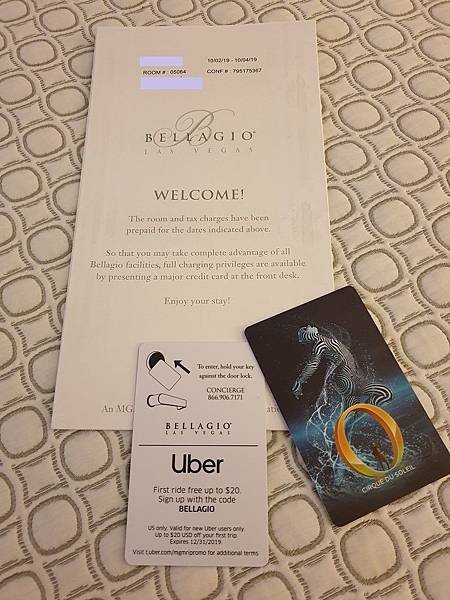 10/02/19 - 10/04/19
ROOM # : 05064 CONF # : 795175367
B
BELLAGIO®
LAS VEGAS
WELCOME!
The room and tax charges have been
prepaid for the dates indicated above.
So that you may take complete advantage of all
Bellagio facilities, full charging privileges are available
by presenting a major credit card at the front desk.
Enjoy your stay!
An MG
To enter, hold your key
against the door lock.
CONCIERGE
866.906.7171
BELLAGIO
LAS VEGAS
Uber
First ride free up to $20.
Sign up with the code
BELLAGIO
US only. Valid for new Uber users only.
Up to $20 USD off your first trip.
Expires 12/31/2019.
Visit t.uber.com/mgmripromo for additional terms
O
CIRQUE DU SOLEIL